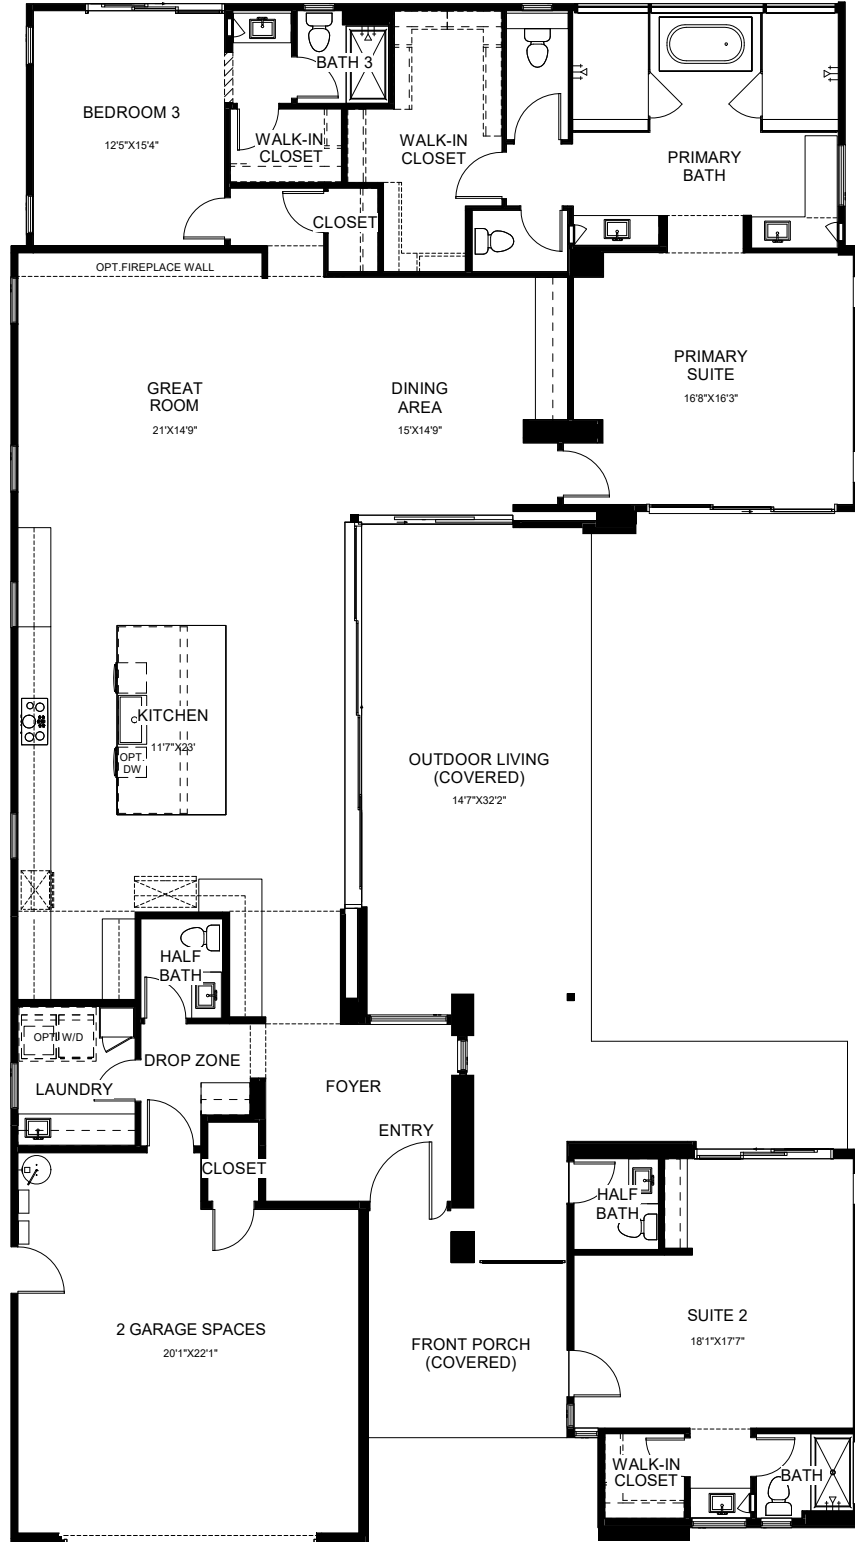 BATH 3
BEDROOM 3
12'5"X15'4"
WALK-IN
CLOSET
WALK-IN
CLOSET
PRIMARY
BATH
CLOSET
OPT.FIREPLACE WALL
GREAT
ROOM
21'X14'9"
DINING
AREA
15'X14'9"
PRIMARY
SUITE
16'8"X16'3"
KITCHEN
11'7"X23'
OPT.
DW
OUTDOOR LIVING
(COVERED)
14'7"X32'2"
HALF
BATH
OPT. W/D
DROP ZONE
LAUNDRY
FOYER
ENTRY
CLOSET
HALF
BATH
2 GARAGE SPACES
20'1"X22'1"
FRONT PORCH
(COVERED)
SUITE 2
18'1"X17'7"
WALK-IN
CLOSET
BATH